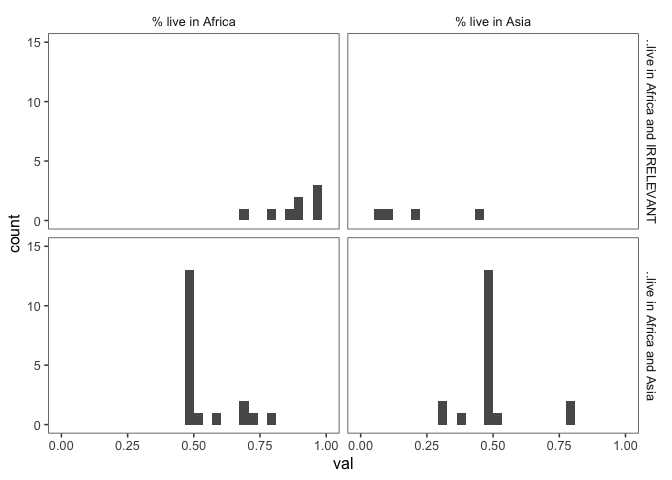 % live in Africa
% live in Asia
15
10
5
0
..live in Africa and IRRELEVANT
count
15
10
5
0
..live in Africa and Asia
0.00 0.25 0.50 0.75 1.00 0.00 0.25 0.50 0.75 1.00
val